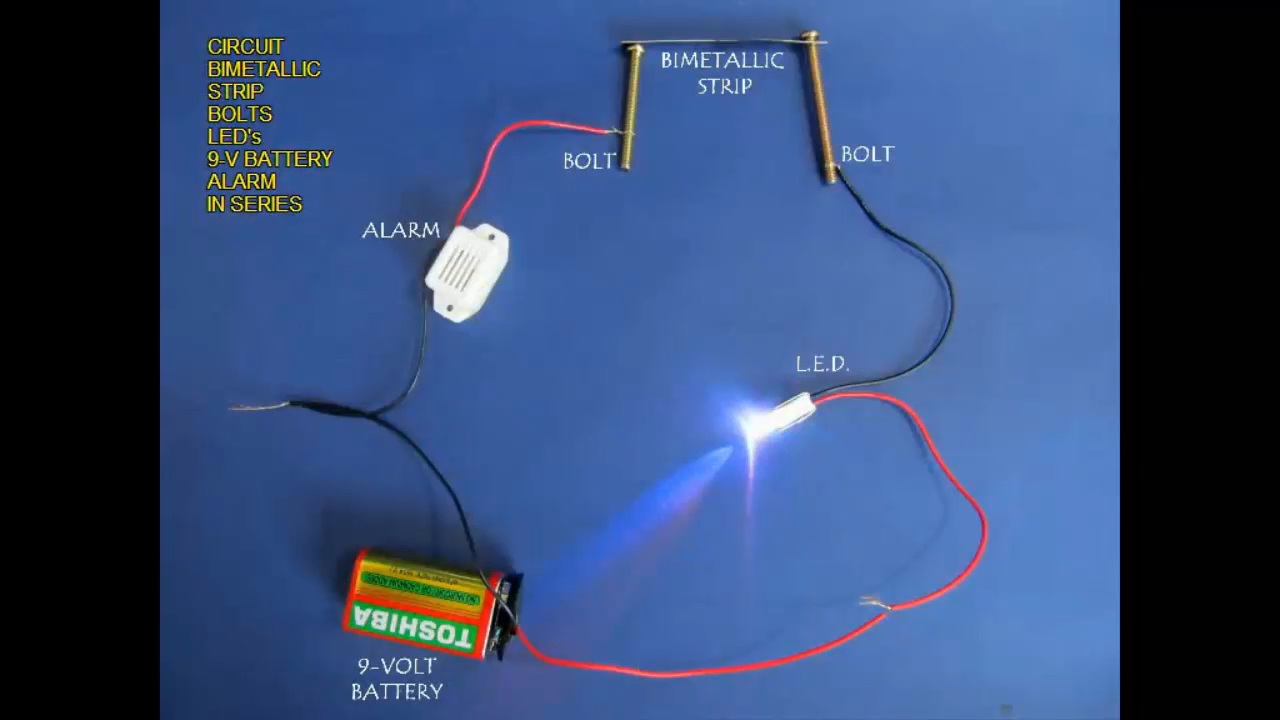 CIRCUIT
BIMETALLIC
STRIP
BOLTS
LED's
9-V BATTERY
ALARM
IN SERIES
BIMETALLIC
STRIP
BOLT
BOLT
ALARM
L.E.D.
TOSHIBA
9-VOLT
BATTERY